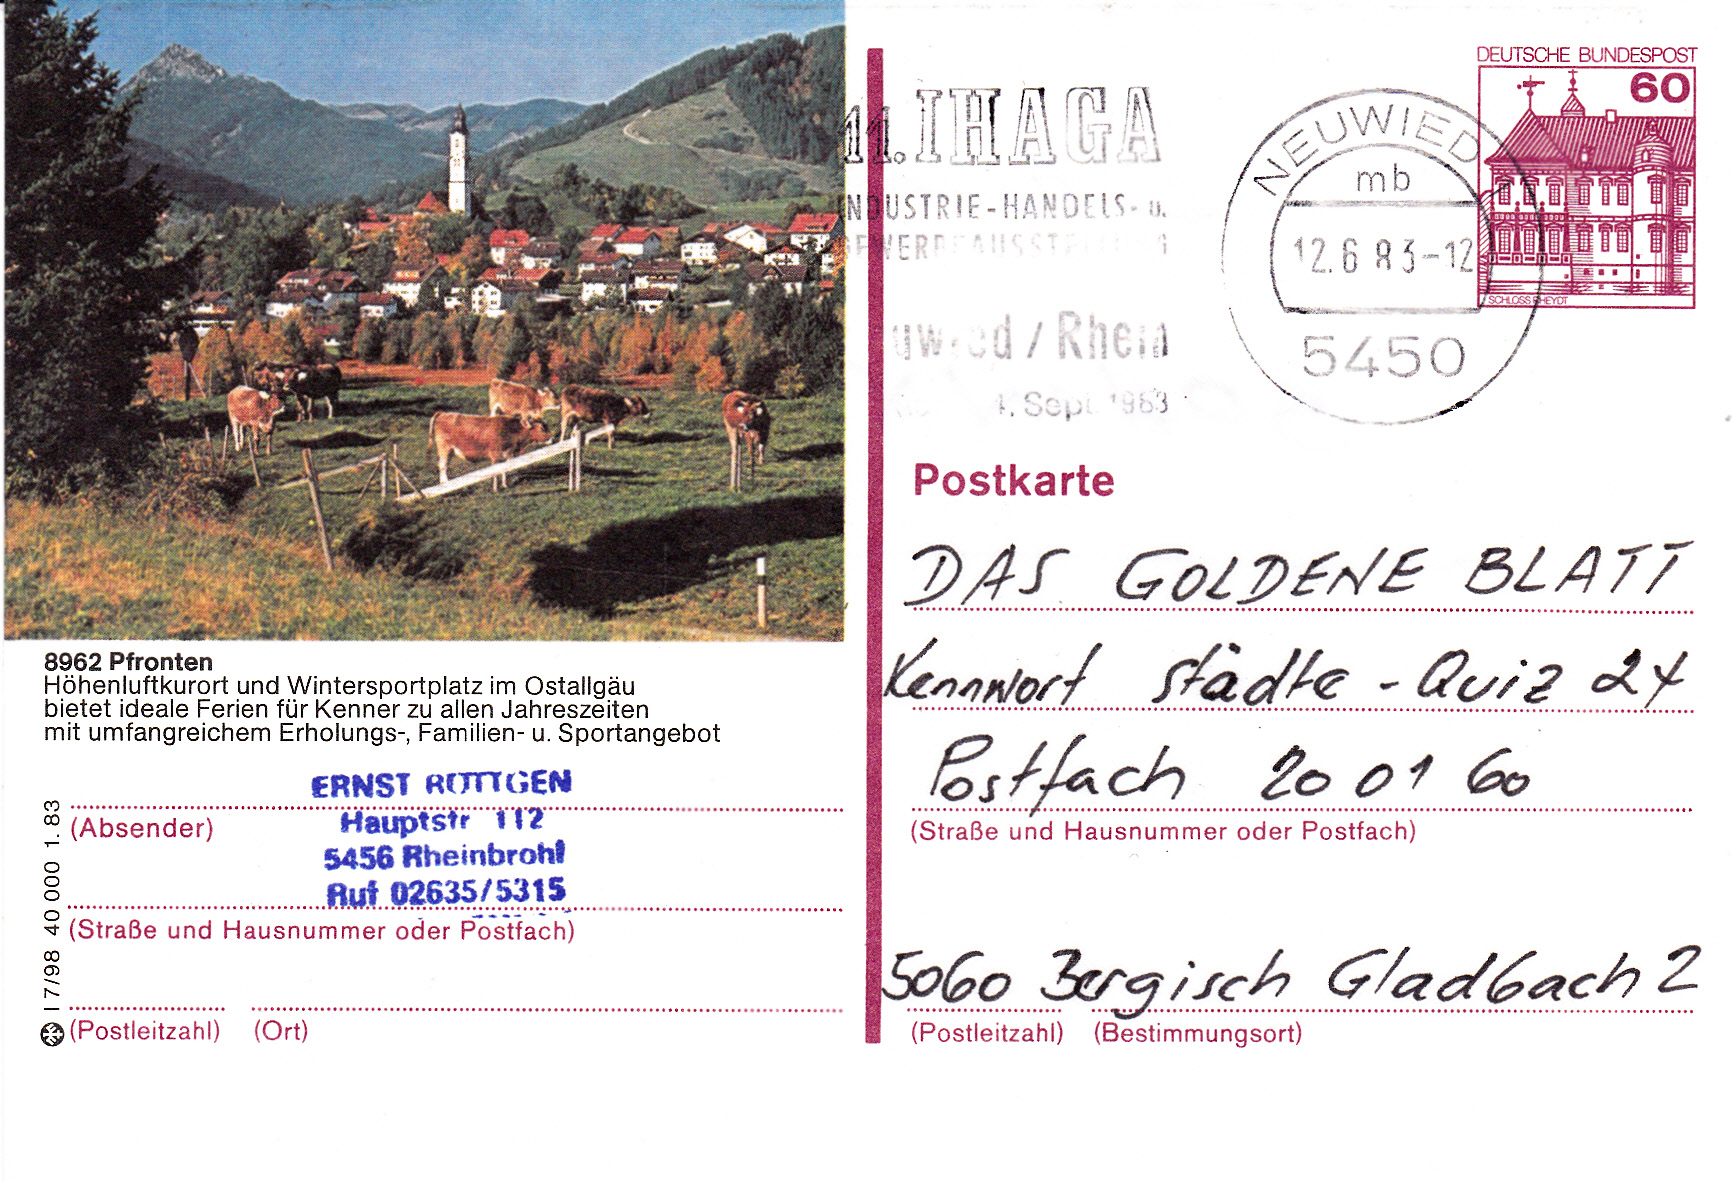 8962 Pfronten
Höhenluftkurort und Wintersportplatz im Ostallgäu
bietet ideale Ferien für Kenner zu allen Jahreszeiten
mit umfangreichem Erholungs-, Familien- u. Sportangebot
ERNST RÖTTGEN
(Absender)
Hauptstr 112
5456 Rheinbrohl
Ruf 02635/5315
(Straße und Hausnummer oder Postfach)
(Postleitzahl) (Ort)
I 7/98 40 000 1.83
11. IHAGA
INDUSTRIE-HANDELS- u.
GEWERBEAUSSTELLUNG
Neuwied / Rhein
4. Sept. 1983
NEUWIED
mb
12.6 83-12
5450
DEUTSCHE BUNDESPOST
60
SCHLOSS RHEYDT
Postkarte
DAS GOLDENE BLATT
Kennwort Städte-Quiz 24
Postfach 20 01 60
(Straße und Hausnummer oder Postfach)
5060 Bergisch Gladbach 2
(Postleitzahl) (Bestimmungsort)